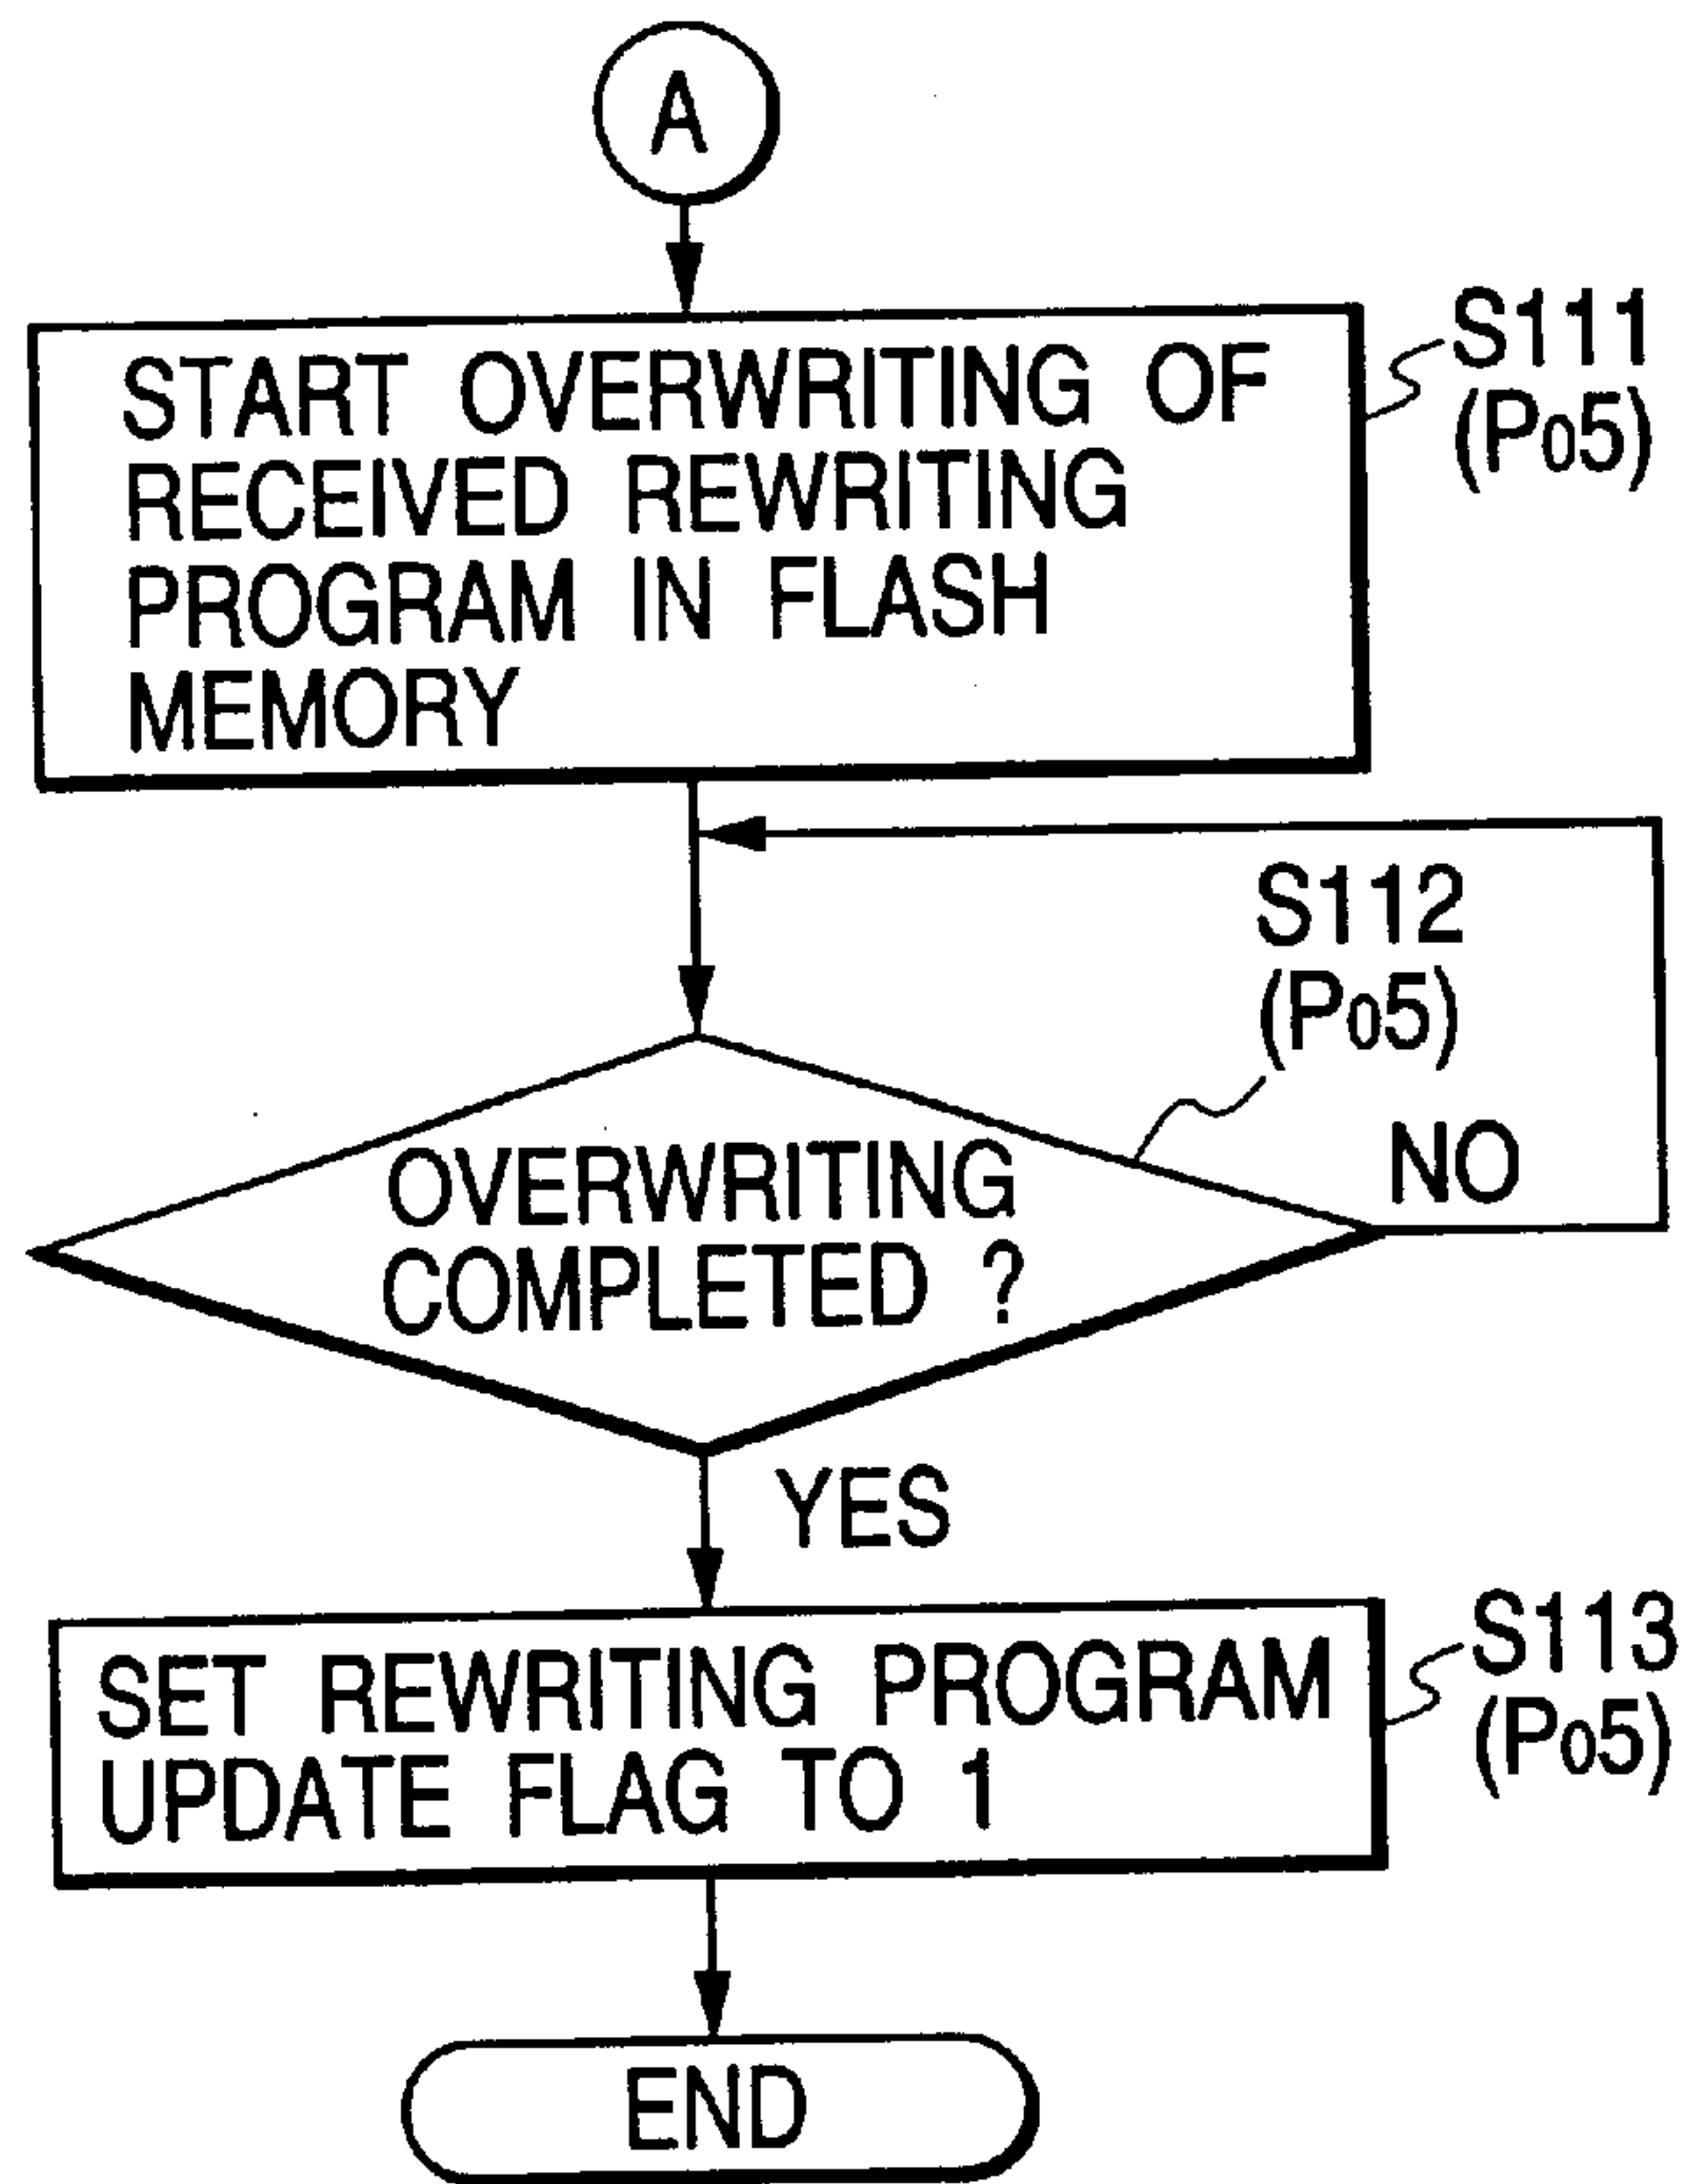 A
START OVERWRITING OF
RECEIVED REWRITING
PROGRAM IN FLASH
MEMORY
S111
(P05)
S112
(P05)
NO
OVERWRITING
COMPLETED ?
YES
SET REWRITING PROGRAM
UPDATE FLAG TO 1
S113
(P05)
END